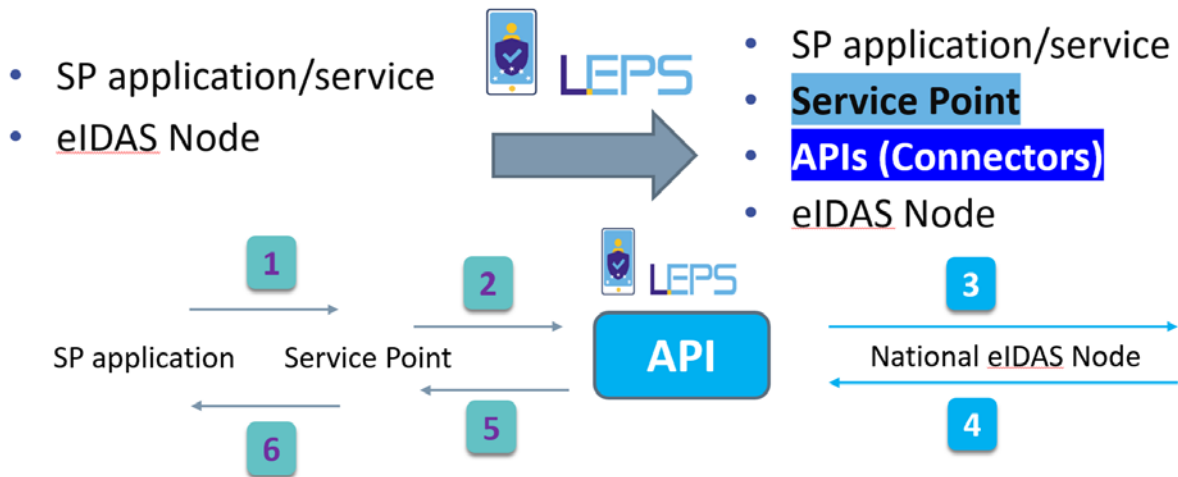 • SP application/service
• eIDAS Node
LEPS
• SP application/service
• Service Point
• APIs (Connectors)
• eIDAS Node
1
2
LEPS
3
SP application
Service Point
API
National eIDAS Node
6
5
4